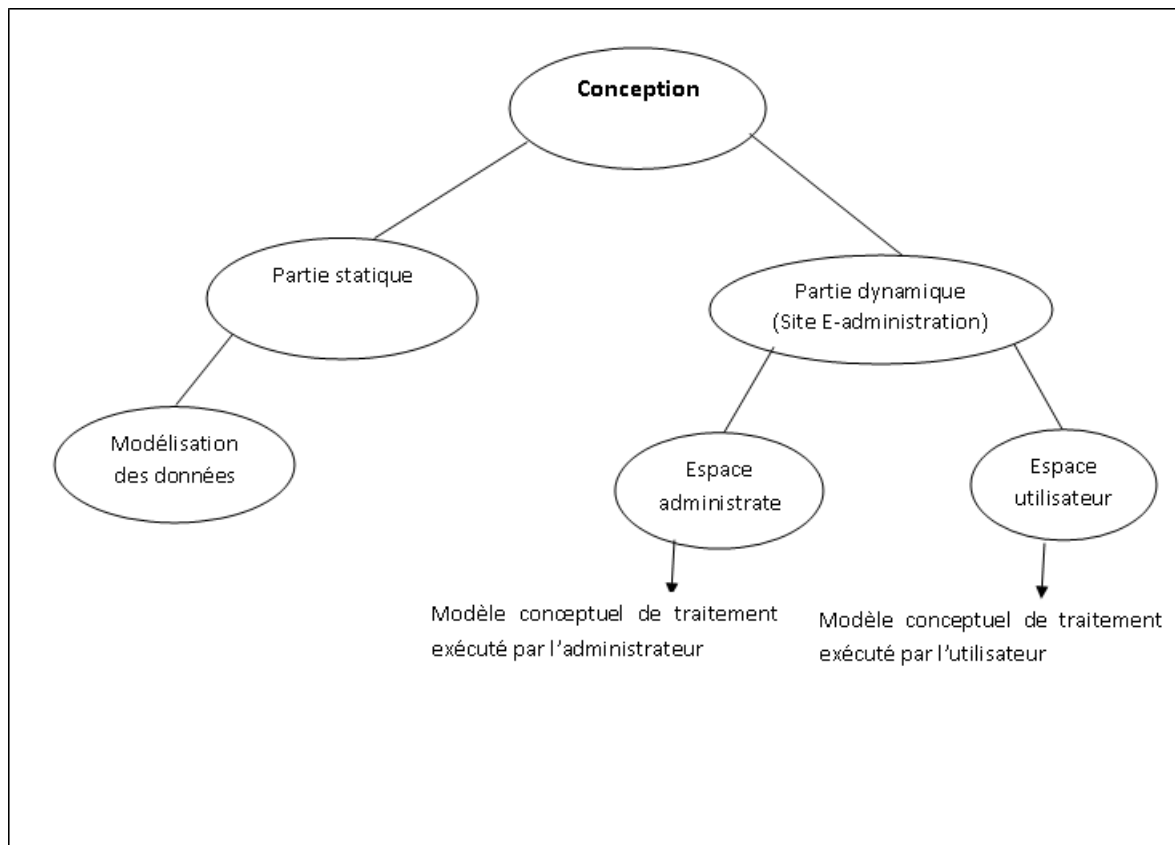 Conception
Partie statique
Partie dynamique
(Site E-administration)
Modélisation
des données
Espace
administrate
Espace
utilisateur
Modèle conceptuel de traitement
exécuté par l'administrateur
Modèle conceptuel de traitement
exécuté par l'utilisateur